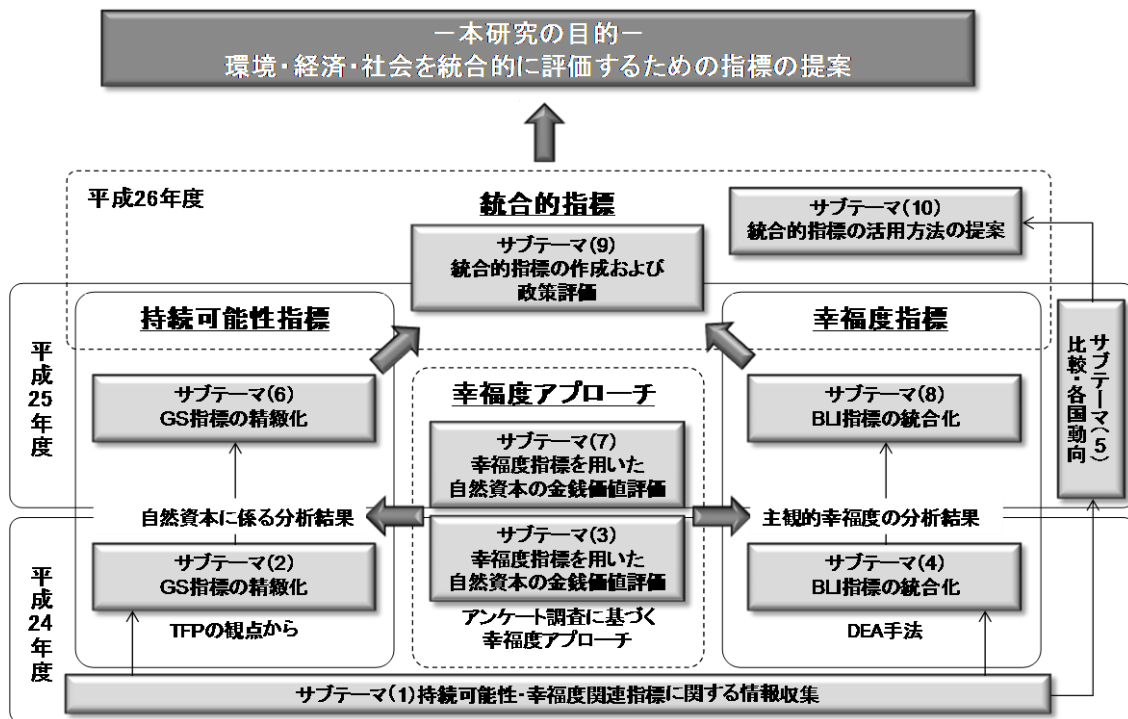 －本研究の目的－
環境・経済・社会を統合的に評価するための指標の提案
平成26年度
統合的指標
サブテーマ(10)
統合的指標の活用方法の提案
サブテーマ(9)
統合的指標の作成および
政策評価
持続可能性指標
幸福度指標
平成25年度
サブテーマ(6)
GS指標の精緻化
幸福度アプローチ
サブテーマ(7)
幸福度指標を用いた
自然資本の金銭価値評価
サブテーマ(8)
BLI指標の統合化
サブテーマ(5)
比較・各国動向
自然資本に係る分析結果
主観的幸福度の分析結果
平成24年度
サブテーマ(2)
GS指標の精緻化
TFPの観点から
サブテーマ(3)
幸福度指標を用いた
自然資本の金銭価値評価
アンケート調査に基づく
幸福度アプローチ
サブテーマ(4)
BLI指標の統合化
DEA手法
サブテーマ(1)持続可能性・幸福度関連指標に関する情報収集